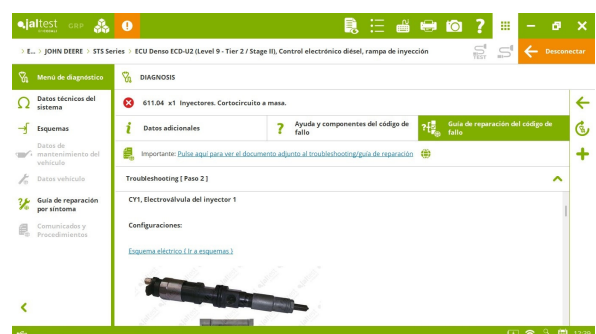 jaltest GRP
TEST
> E... > JOHN DEERE > STS Series > ECU Denso ECD-U2 (Level 9 - Tier 2 / Stage II), Control electrónico diésel, rampa de inyección
Desconectar
Menú de diagnóstico
DIAGNOSIS
Datos técnicos del sistema
611.04 x1 Inyectores. Cortocircuito a masa.
Esquemas
Datos adicionales
Ayuda y componentes del código de fallo
Guía de reparación del código de fallo
Datos de mantenimiento del vehículo
Importante: Pulse aquí para ver el documento adjunto al troubleshooting/guía de reparación
Datos vehículo
Troubleshooting [ Paso 2 ]
Guía de reparación por síntoma
CY1, Electroválvula del inyector 1
Comunicados y Procedimientos
Configuraciones:
Esquema eléctrico ( Ir a esquemas )